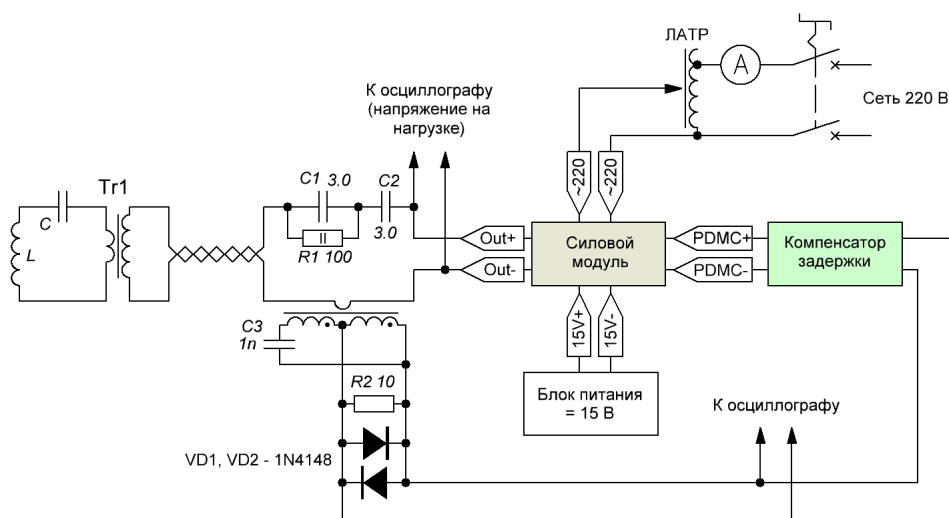 ЛАТР
A
Сеть 220 В
К осциллографу
(напряжение на
нагрузке)
Tr1
C
L
C1 3.0
C2
3.0
R1 100
~220
~220
Out+
Out-
Силовой
модуль
PDMC+
PDMC-
Компенсатор
задержки
15V+
15V-
C3
1n
R2 10
Блок питания
= 15 В
К осциллографу
VD1, VD2 - 1N4148